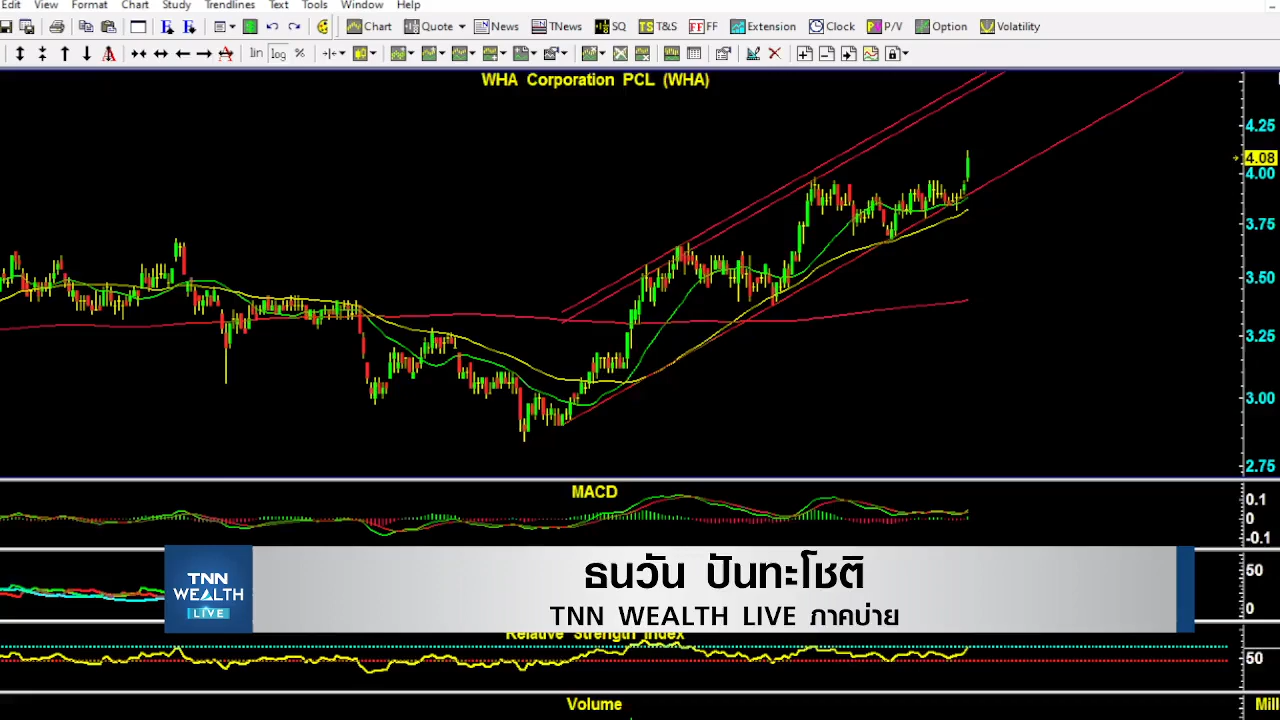 Edit View Format Chart Study Trendlines Text Tools Window Help
Chart Quote News TNews SQ TS T&S FF FF Extension Clock P/V Option Volatility
lin log %
WHA Corporation PCL (WHA)
4.25
4.08
4.00
3.75
3.50
3.25
3.00
2.75
MACD
0.1
0
-0.1
50
0
TNN
WEALTH
LIVE
ธนวัน ปันทะโชติ
TNN WEALTH LIVE ภาคบ่าย
Relative Strength Index
50
Volume
Mill